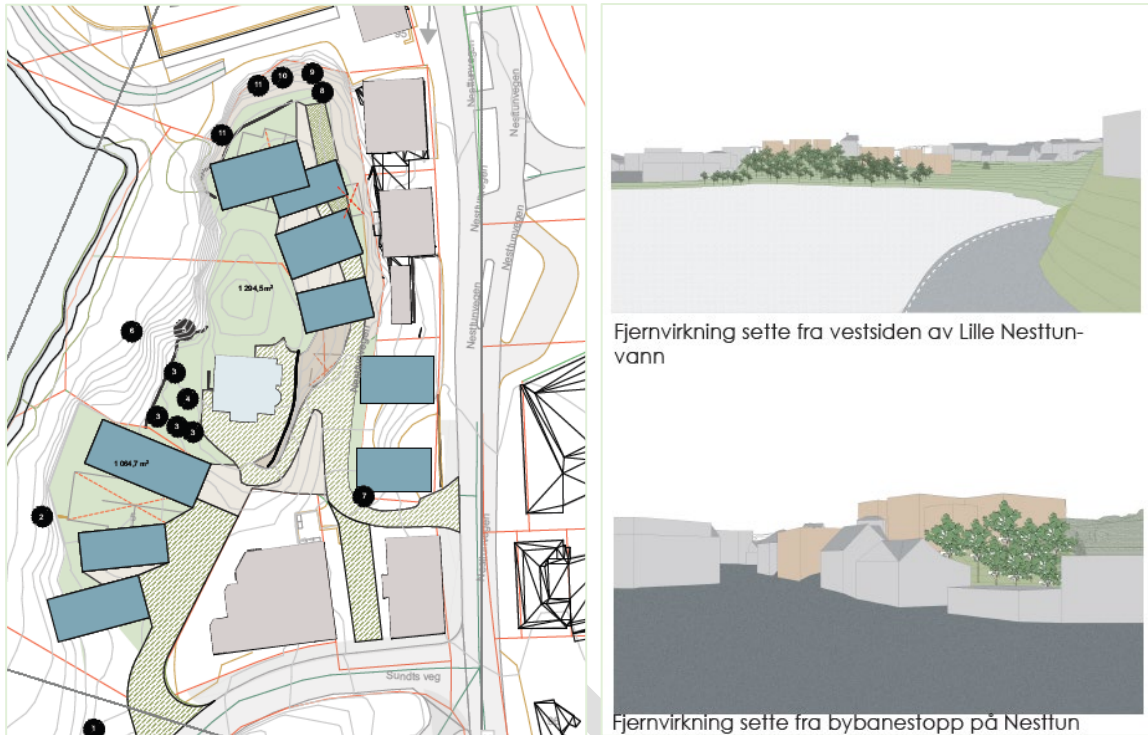 95
Nesttunvegen
Nesttunvegen
11
10
9
8
11
Nesttunvegen
Nesttunvegen
1 294,5m²
Nesttunvegen
6
3
4
3
3
3
1 064,7 m²
7
2
Sundts veg
1
Fjernvirkning sette fra vestsiden av Lille Nesttun-
vann
Fjernvirkning sette fra bybanestopp på Nesttun